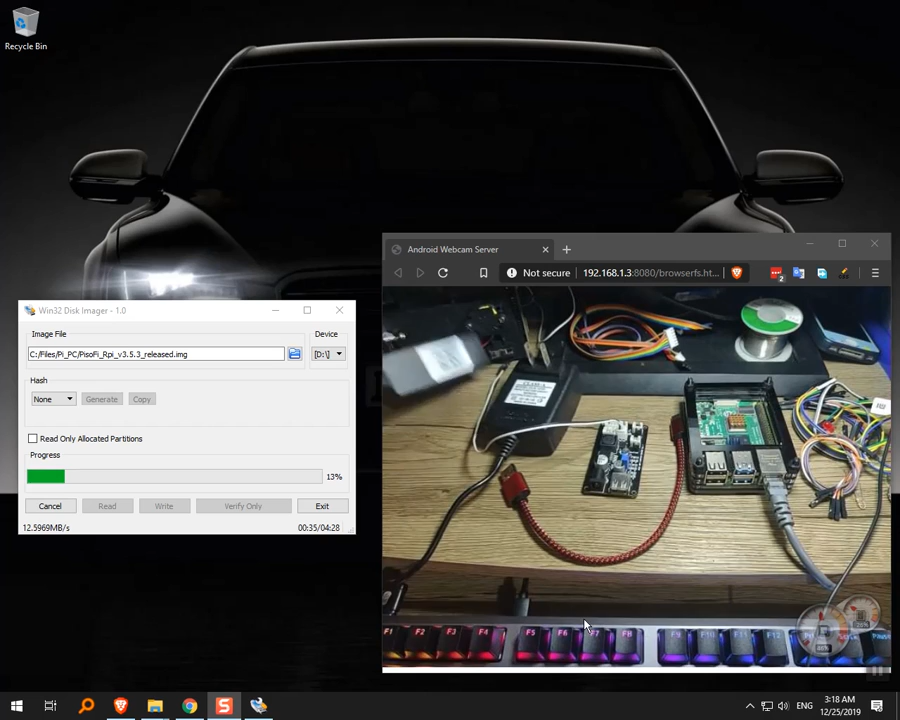 Recycle Bin
Android Webcam Server
Not secure
192.168.1.3:8080/browserfs.ht...
2
Win32 Disk Imager - 1.0
Image File
Device
C:/Files/Pi_PC/PisoFi_Rpi_v3.5.3_released.img
[D:\]
Hash
None
Generate
Copy
Read Only Allocated Partitions
Progress
13%
Cancel
Read
Write
Verify Only
Exit
12.5969MB/s
00:35/04:28
F1 F2 F3 F4 F5 F6 F7 F8 F9 F10 F11 F12
S
ENG
3:18 AM
12/25/2019